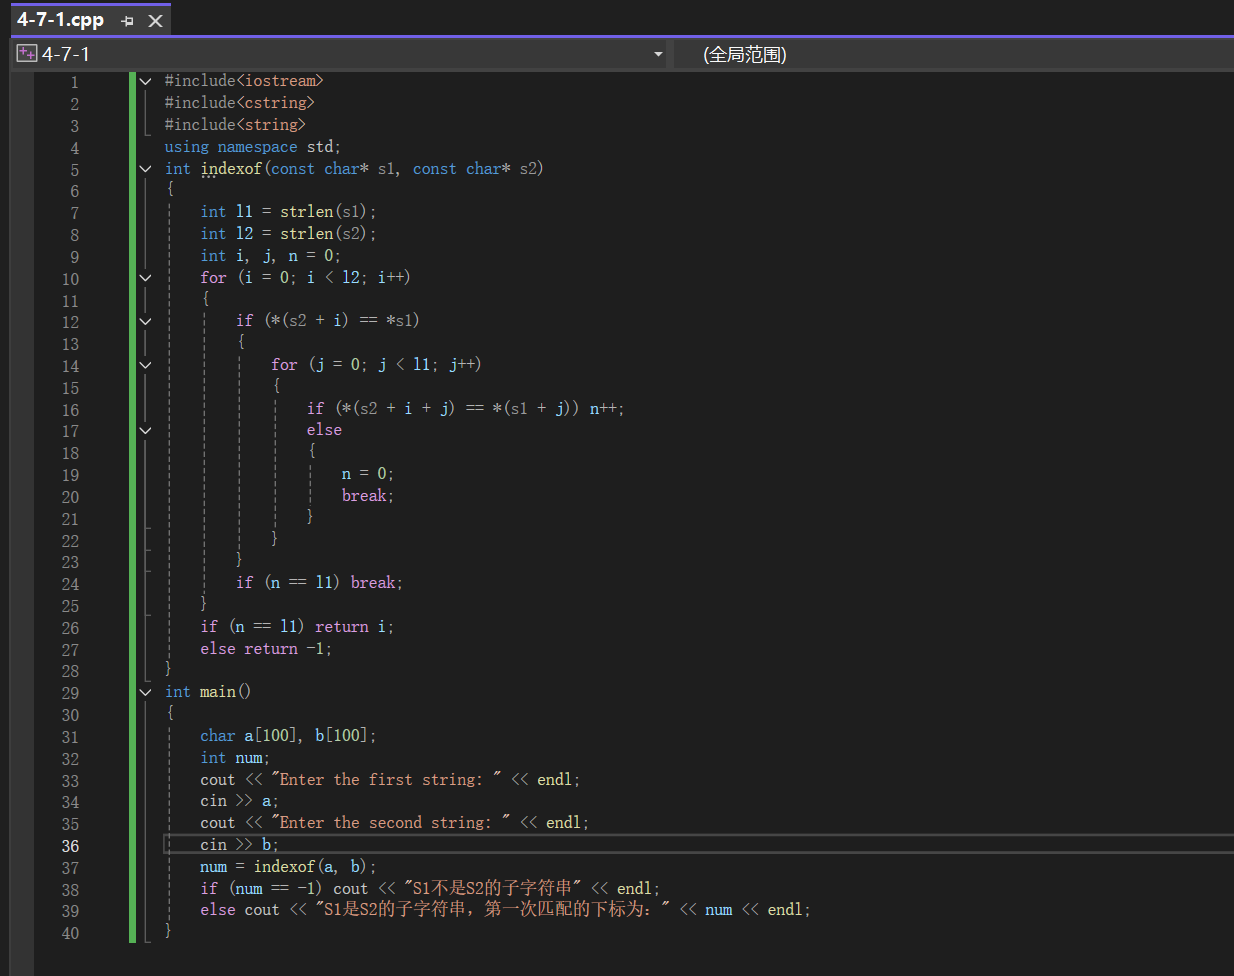 4-7-1.cpp
4-7-1 (全局范围)
1 #include<iostream>
2 #include<cstring>
3 #include<string>
4 using namespace std;
5 int indexof(const char* s1, const char* s2)
6 {
7 int l1 = strlen(s1);
8 int l2 = strlen(s2);
9 int i, j, n = 0;
10 for (i = 0; i < l2; i++)
11 {
12 if (*(s2 + i) == *s1)
13 {
14 for (j = 0; j < l1; j++)
15 {
16 if (*(s2 + i + j) == *(s1 + j)) n++;
17 else
18 {
19 n = 0;
20 break;
21 }
22 }
23 }
24 if (n == l1) break;
25 }
26 if (n == l1) return i;
27 else return -1;
28 }
29 int main()
30 {
31 char a[100], b[100];
32 int num;
33 cout << "Enter the first string: " << endl;
34 cin >> a;
35 cout << "Enter the second string: " << endl;
36 cin >> b;
37 num = indexof(a, b);
38 if (num == -1) cout << "S1不是S2的子字符串" << endl;
39 else cout << "S1是S2的子字符串，第一次匹配的下标为：" << num << endl;
40 }